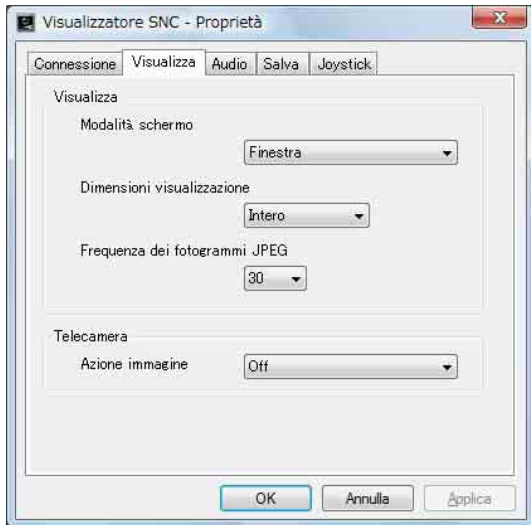 Visualizzatore SNC - Proprietà
Connessione Visualizza Audio Salva Joystick
Visualizza
Modalità schermo
Finestra
Dimensioni visualizzazione
Intero
Frequenza dei fotogrammi JPEG
30
Telecamera
Azione immagine Off
OK Annulla Applica